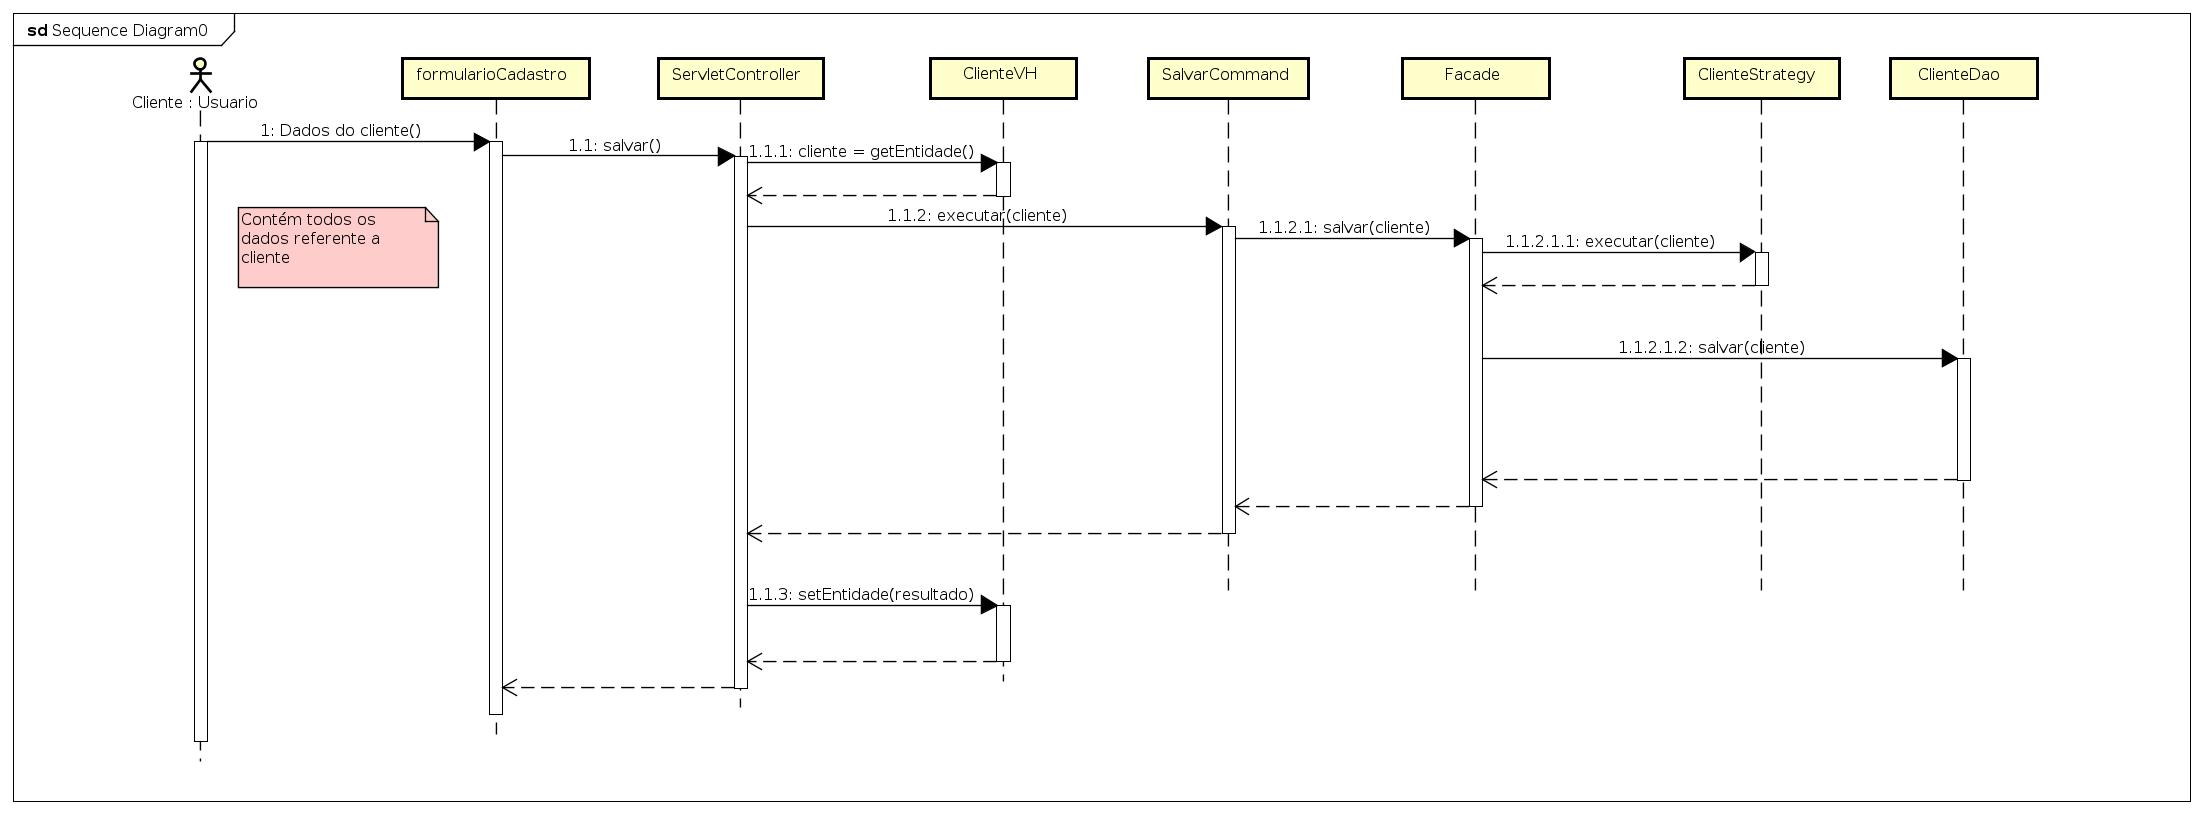 sd Sequence Diagram0
Cliente : Usuario
formularioCadastro
ServletController
ClienteVH
SalvarCommand
Facade
ClienteStrategy
ClienteDao
1: Dados do cliente()
1.1: salvar()
1.1.1: cliente = getEntidade()
Contém todos os
dados referente a
cliente
1.1.2: executar(cliente)
1.1.2.1: salvar(cliente)
1.1.2.1.1: executar(cliente)
1.1.2.1.2: salvar(cliente)
1.1.3: setEntidade(resultado)